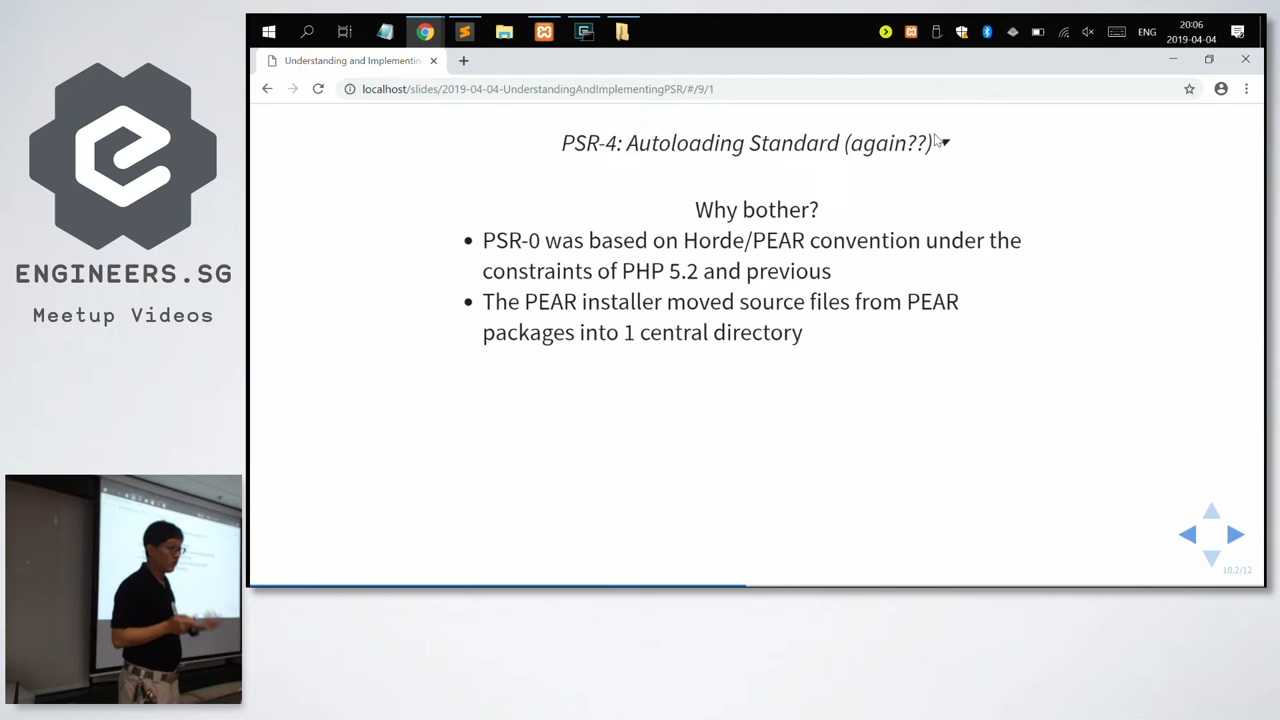 ENGINEERS.SG
Meetup Videos
20:06
ENG
2019-04-04
Understanding and Implementin
localhost/slides/2019-04-04-UnderstandingAndImplementingPSR/#/9/1
PSR-4: Autoloading Standard (again??)
Why bother?
• PSR-0 was based on Horde/PEAR convention under the
constraints of PHP 5.2 and previous
• The PEAR installer moved source files from PEAR
packages into 1 central directory
10.2/12